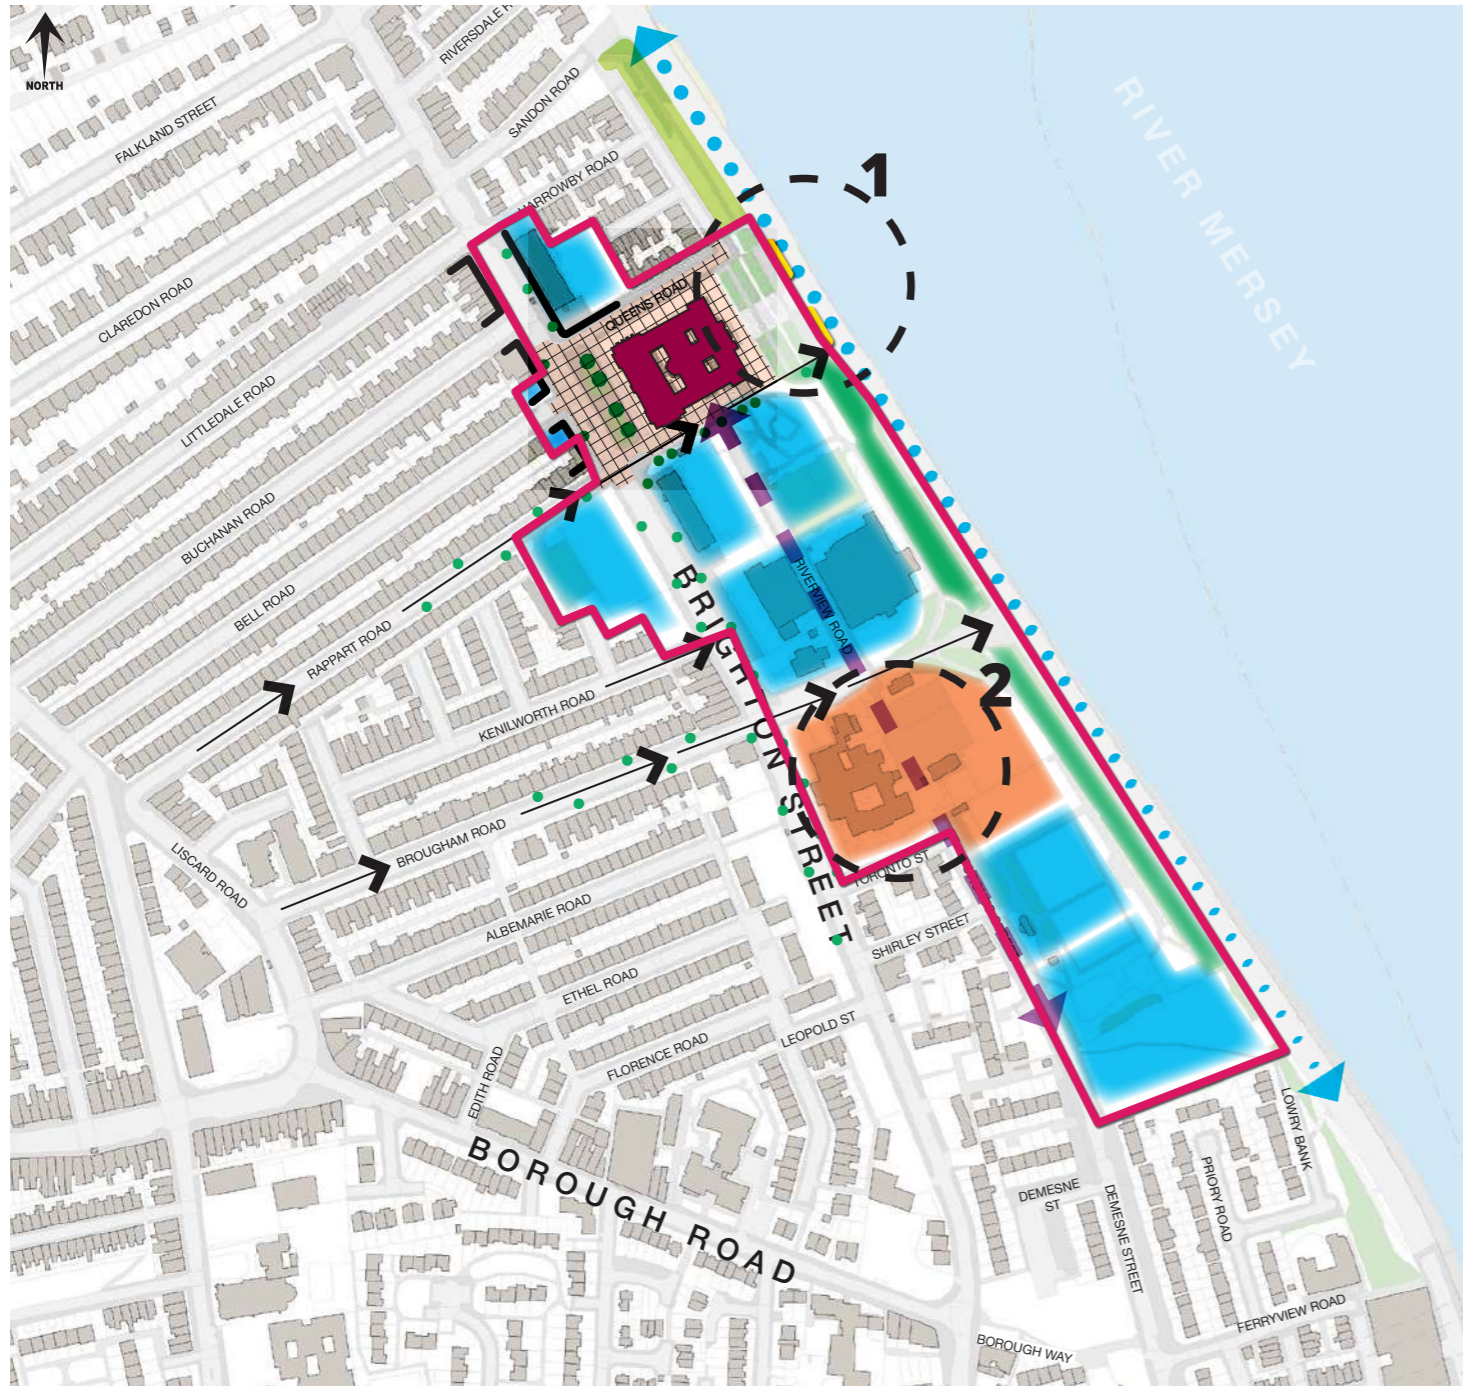 NORTH
FALKLAND STREET
SANDON ROAD
HARROWBY ROAD
RIVER MERSEY
1
CLAREDON ROAD
QUEENS ROAD
LITTLEDALE ROAD
BUCHANAN ROAD
BELL ROAD
RAPPART ROAD
RIVERVIEW ROAD
KENILWORTH ROAD
BRIGHTON STREET
2
BROUGHAM ROAD
LISCARD ROAD
TORONTO ST
ALBEMARIE ROAD
SHIRLEY STREET
ETHEL ROAD
LEOPOLD ST
FLORENCE ROAD
EDITH ROAD
BOROUGH ROAD
LOWRY BANK
PRIORY ROAD
DEMESNE
ST
DEMESNE STREET
FERRYVIEW ROAD
BOROUGH WAY